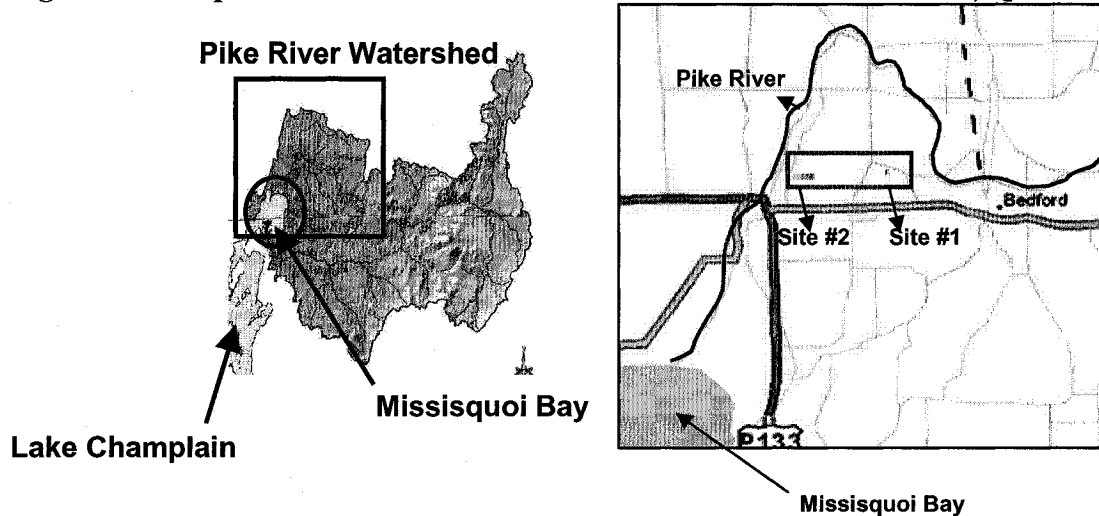 Pike River Watershed
Missisquoi Bay
Lake Champlain
Pike River
Bedford
Site #2
Site #1
P133
Missisquoi Bay